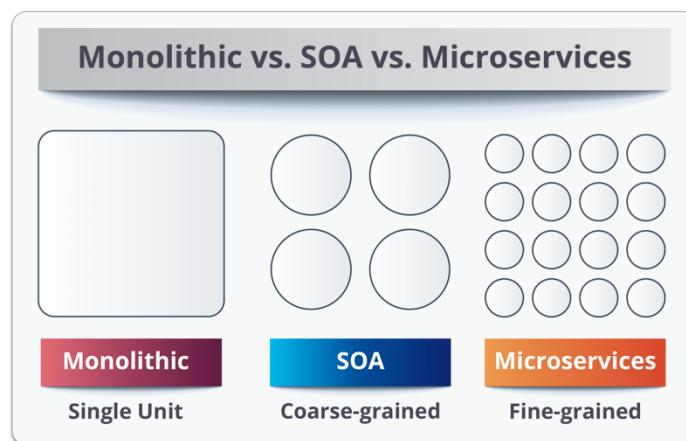 Monolithic vs. SOA vs. Microservices
Monolithic
SOA
Microservices
Single Unit
Coarse-grained
Fine-grained